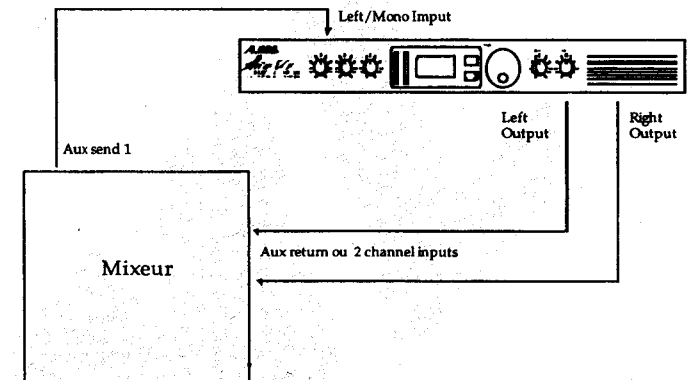 Left/Mono Imput
Left
Output
Right
Output
Aux send 1
Aux return ou 2 channel inputs
Mixeur